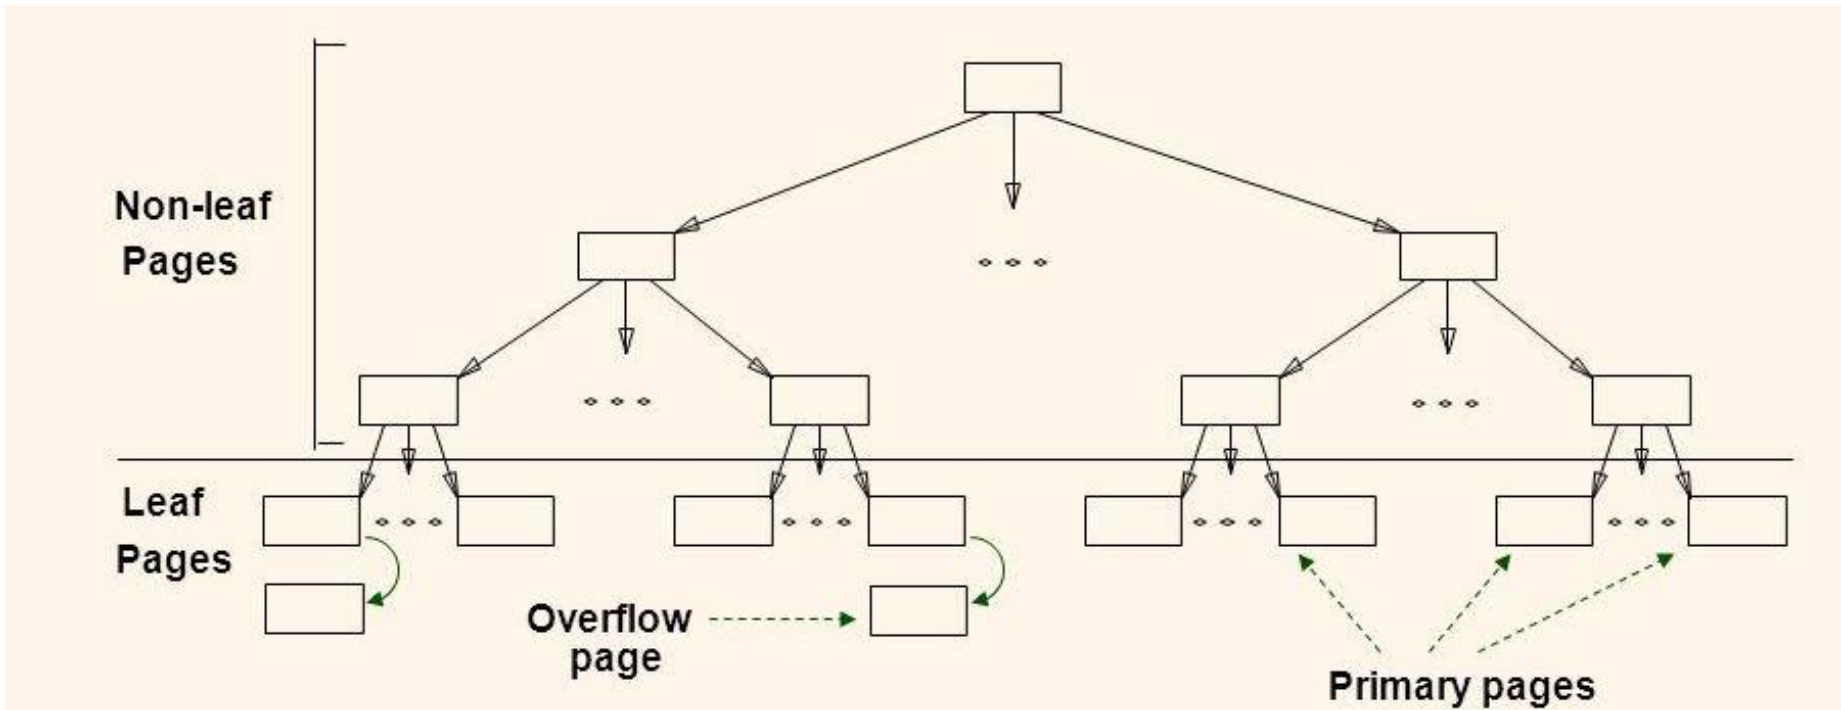 Non-leaf
Pages
Leaf
Pages
Overflow
page
Primary pages